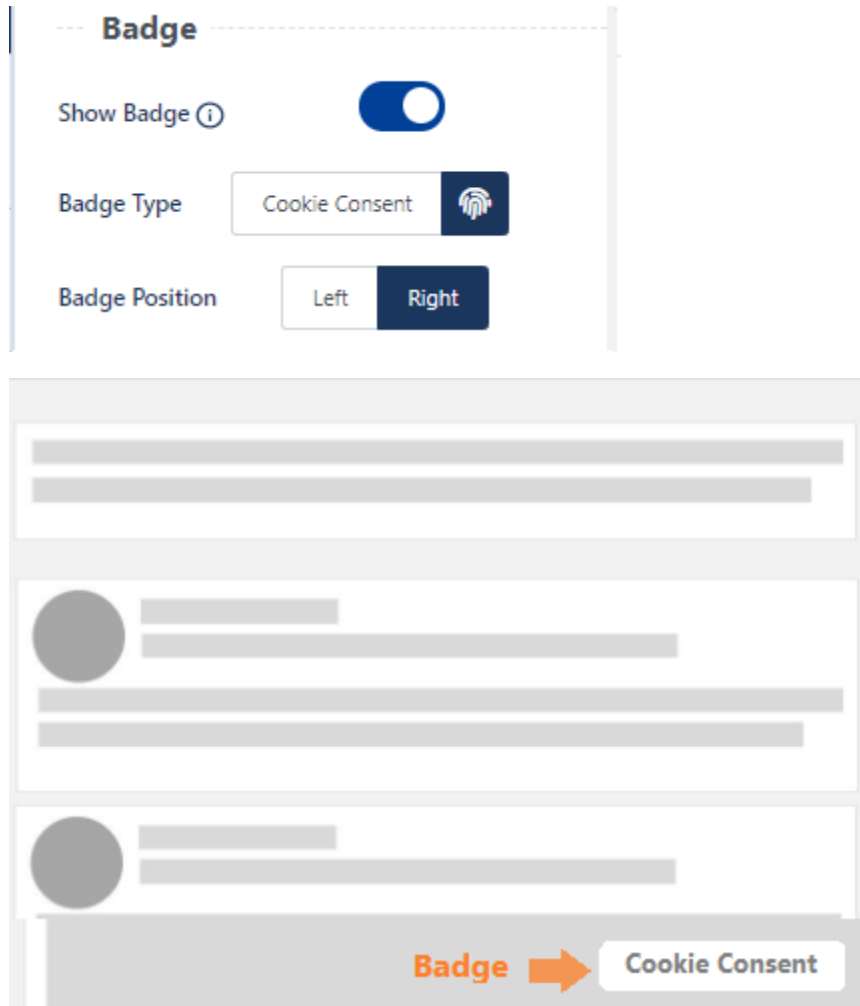 Badge
Show Badge
Badge Type Cookie Consent
Badge Position Left Right
Badge Cookie Consent